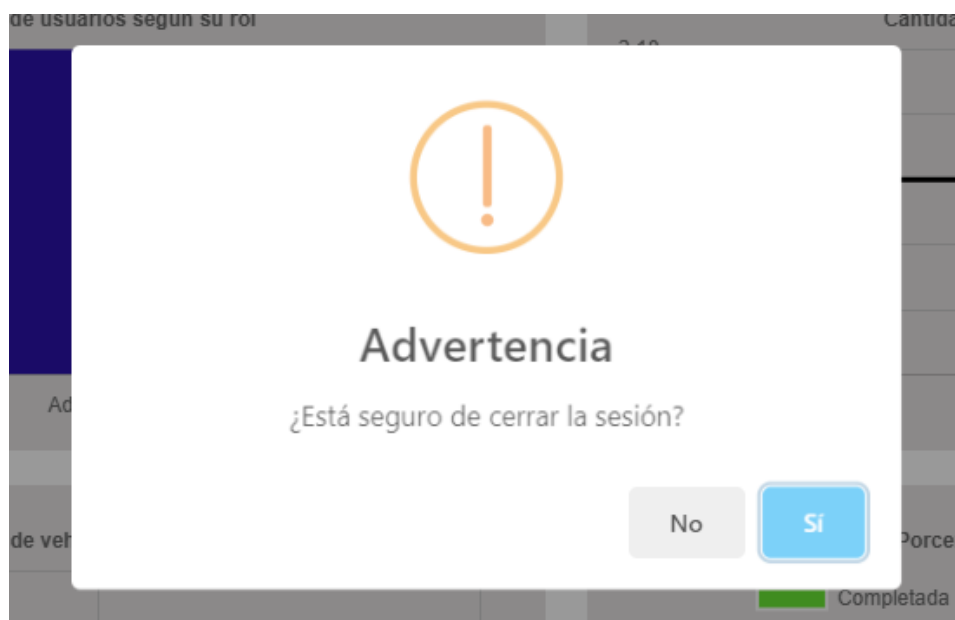 de usuarios según su rol
Cantida
Advertencia
¿Está seguro de cerrar la sesión?
No
Sí
Ad
de veh
Porce
Completada